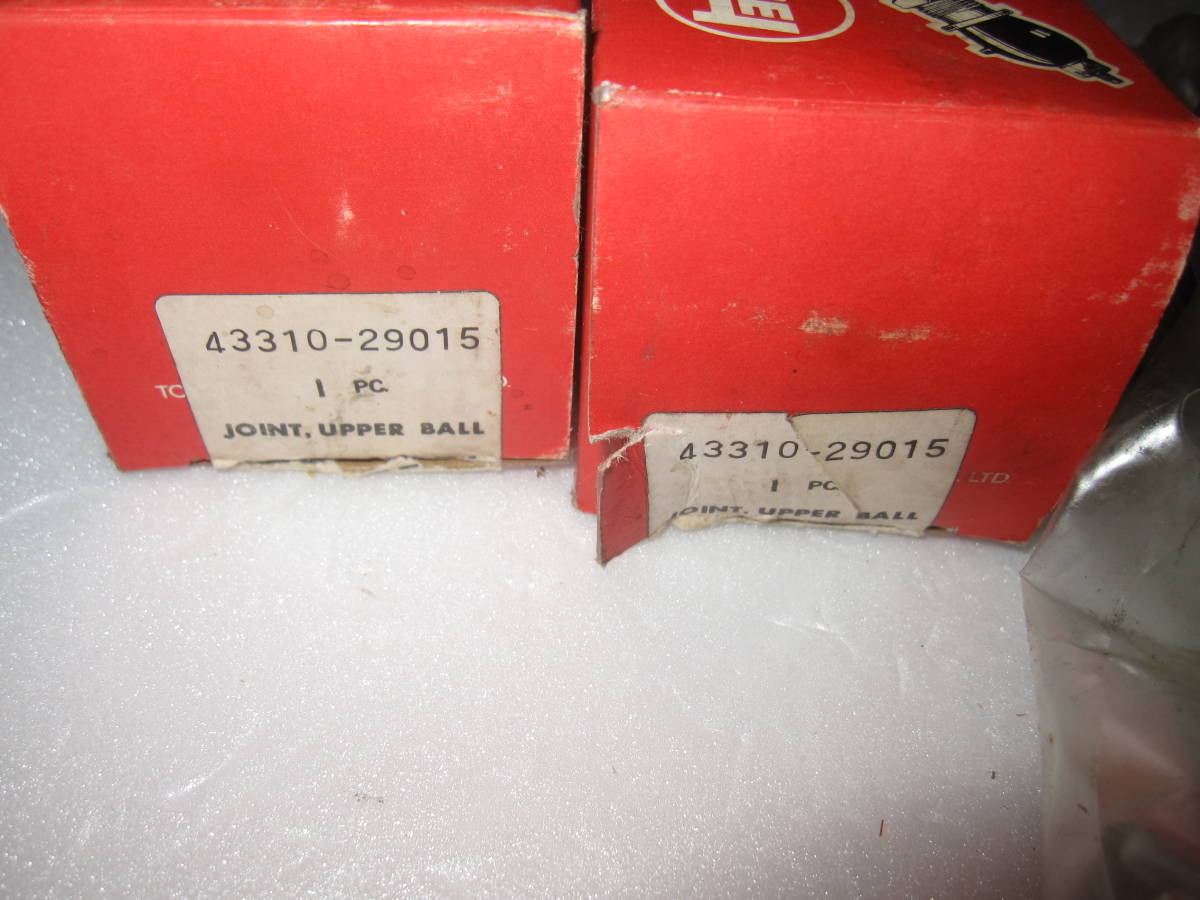 43310-29015
1 PC.
JOINT, UPPER BALL
43310-29015
1 PC.
JOINT, UPPER BALL
LTD.